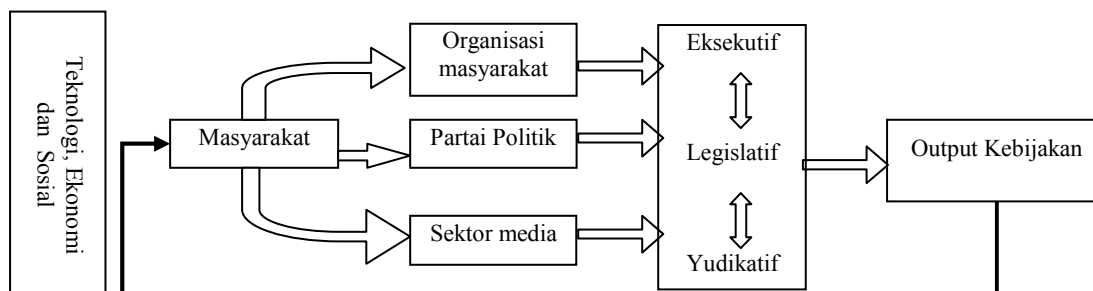 Teknologi, Ekonomi
dan Sosial
Masyarakat
Organisasi
masyarakat
Partai Politik
Sektor media
Eksekutif
Legislatif
Yudikatif
Output Kebijakan